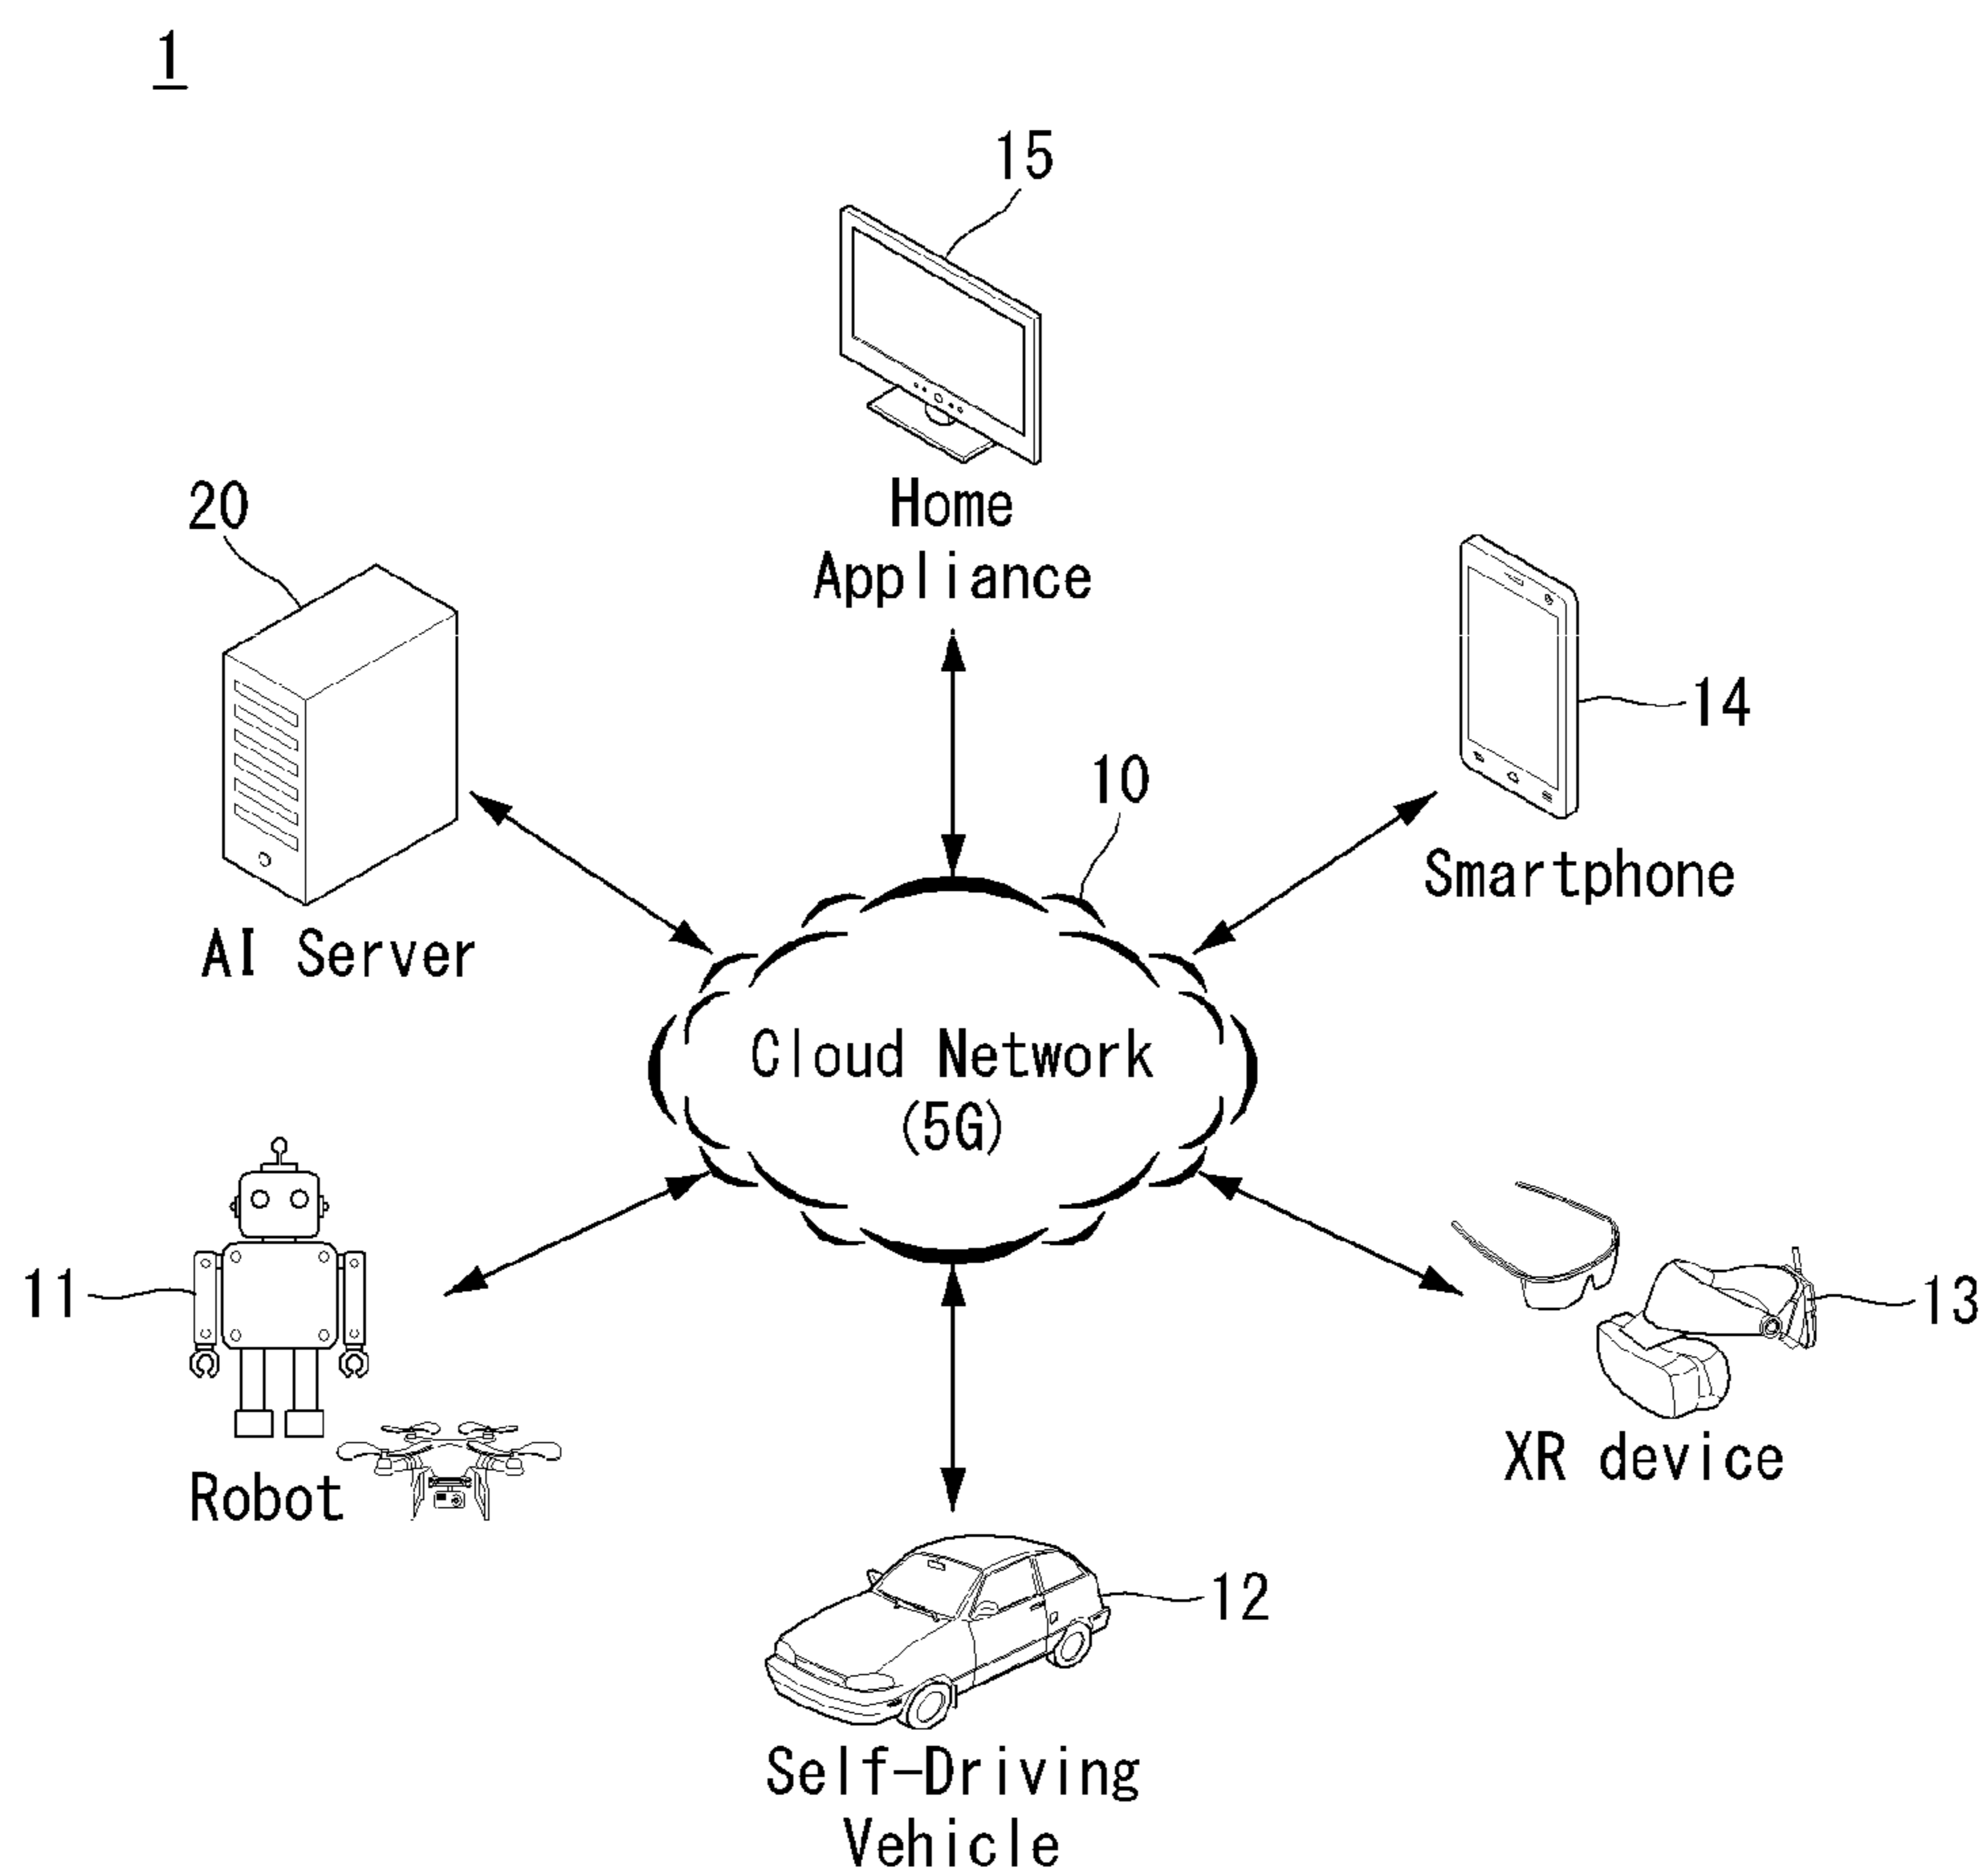 1
15
Home
Appliance
20
AI Server
14
Smartphone
10
Cloud Network
(5G)
11
Robot
13
XR device
12
Self-Driving
Vehicle